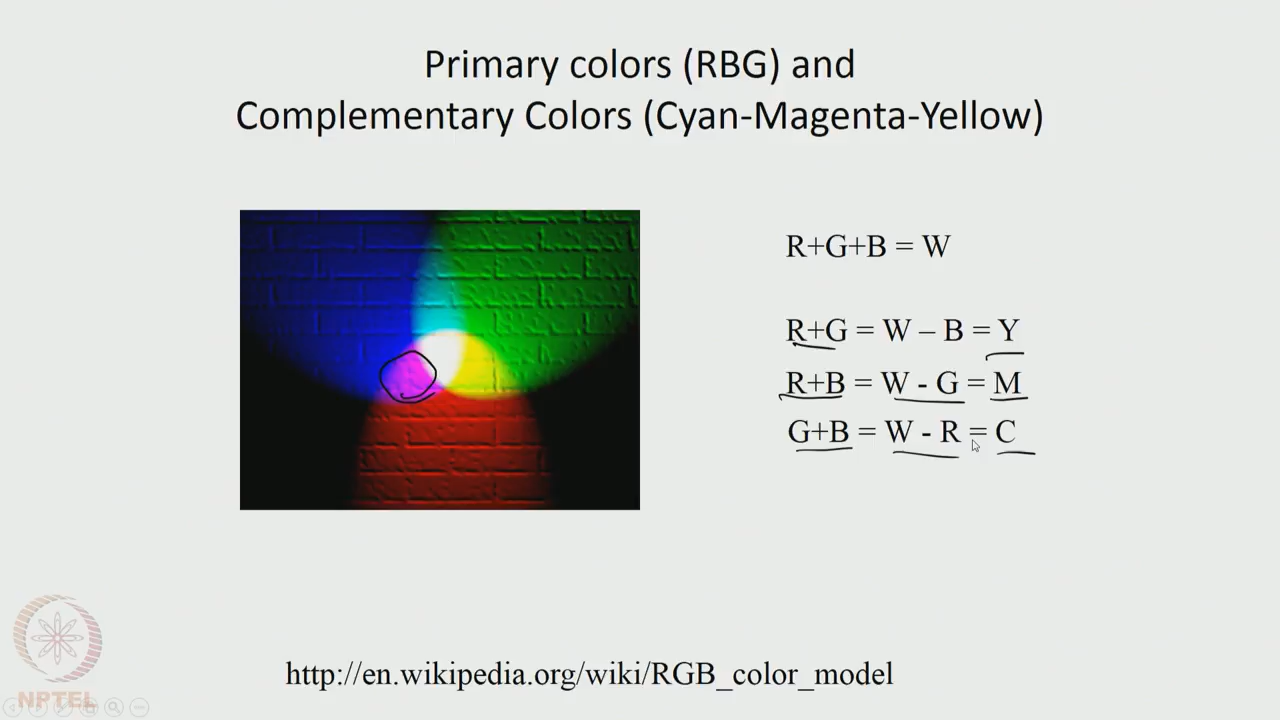 Primary colors (RBG) and
Complementary Colors (Cyan-Magenta-Yellow)
R+G+B = W
R+G = W – B = Y
R+B = W - G = M
G+B = W - R = C
http://en.wikipedia.org/wiki/RGB_color_model
NPTEL